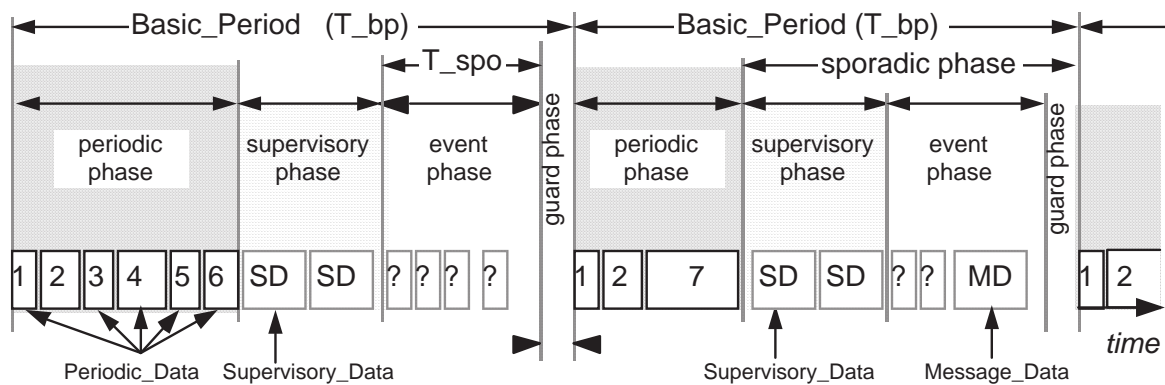 Basic_Period (T_bp)
Basic_Period (T_bp)
T_spo
sporadic phase
periodic
phase
supervisory
phase
event
phase
guard phase
periodic
phase
supervisory
phase
event
phase
guard phase
1 2 3 4 5 6 SD SD ? ? ? ? 1 2 7 SD SD ? ? MD 1 2
time
Periodic_Data Supervisory_Data Supervisory_Data Message_Data